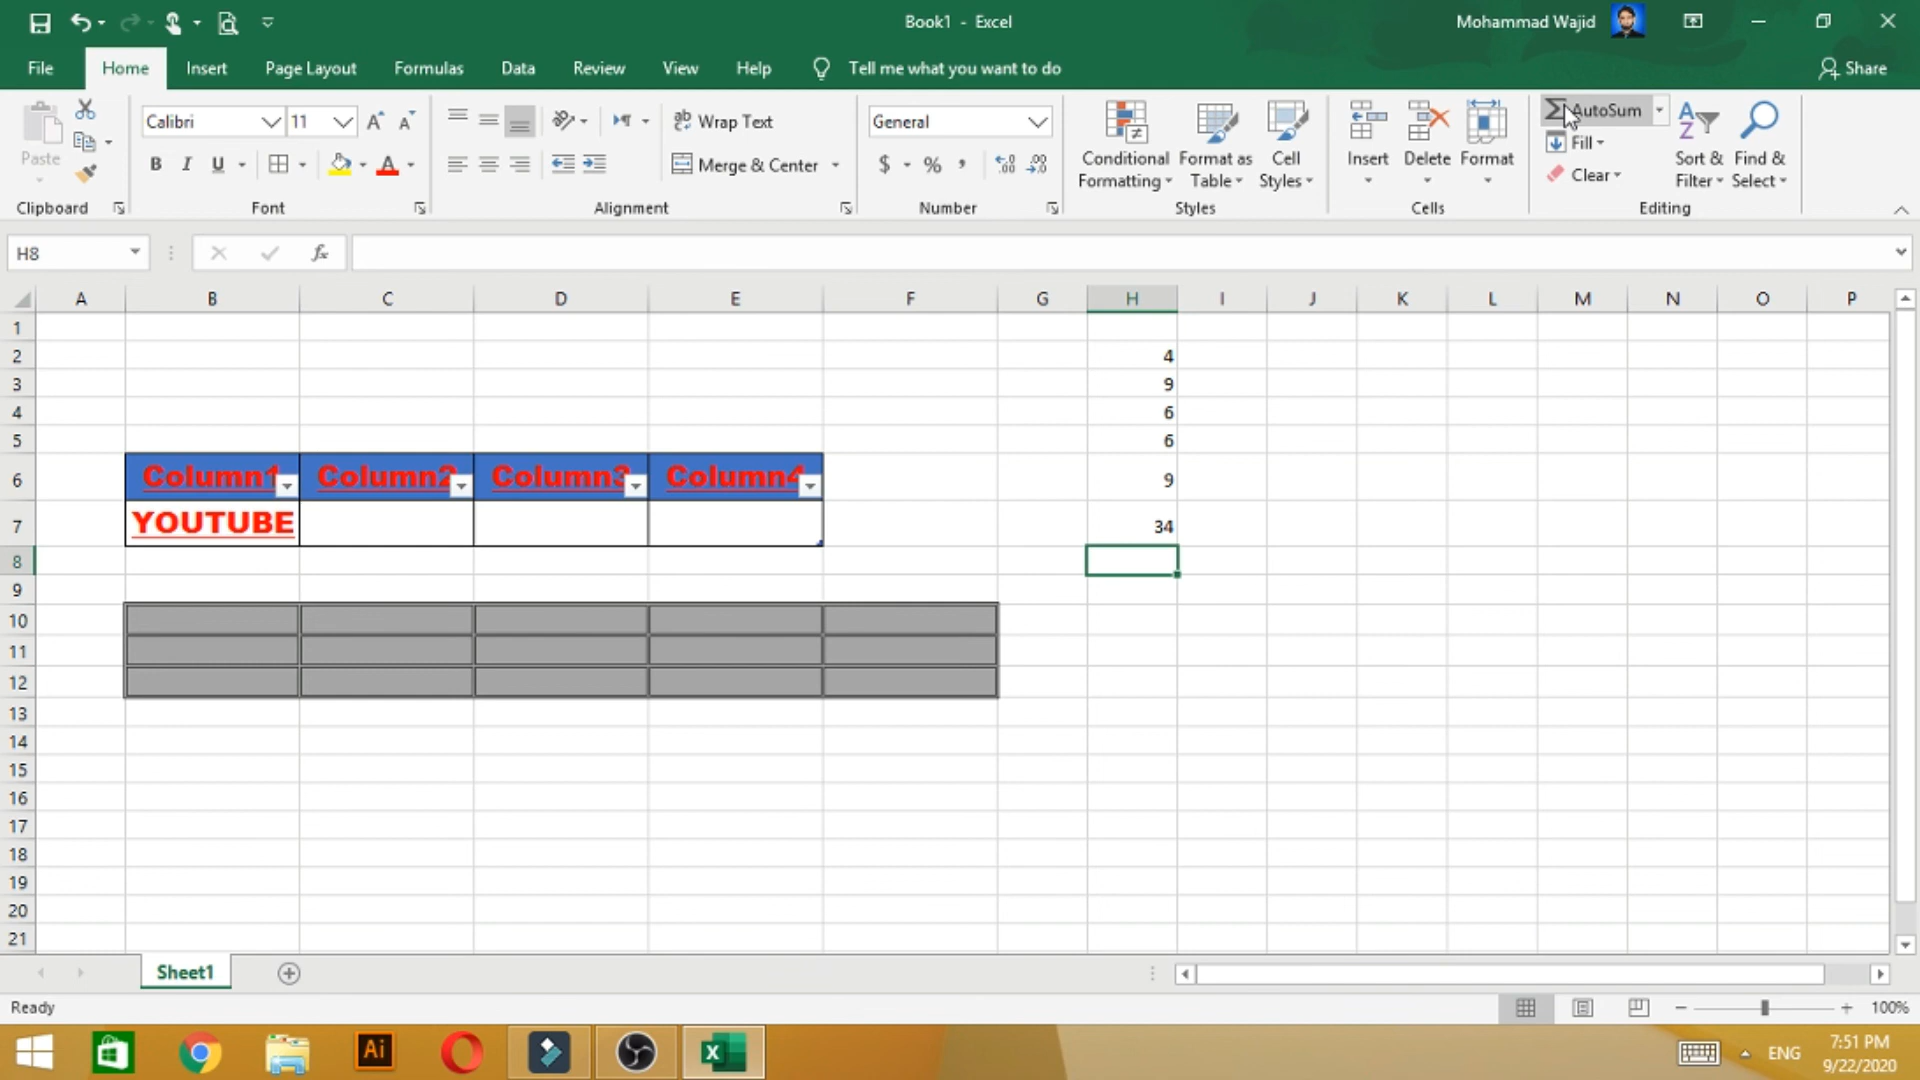 Book1 - Excel
Mohammad Wajid
File Home Insert Page Layout Formulas Data Review View Help Tell me what you want to do Share
Paste
Calibri 11
B I U
Wrap Text
Merge & Center
General
$ % ,
Conditional Formatting
Format as Table
Cell Styles
Insert Delete Format
AutoSum
Fill
Clear
Sort & Filter
Find & Select
Clipboard Font Alignment Number Styles Cells Editing
H8 fx
A B C D E F G H I J K L M N O P
1
2 4
3 9
4 6
5 6
6 Column1 Column2 Column3 Column4 9
7 YOUTUBE 34
8
9
10
11
12
13
14
15
16
17
18
19
20
21
Sheet1
Ready 100%
Ai
ENG
7:51 PM
9/22/2020